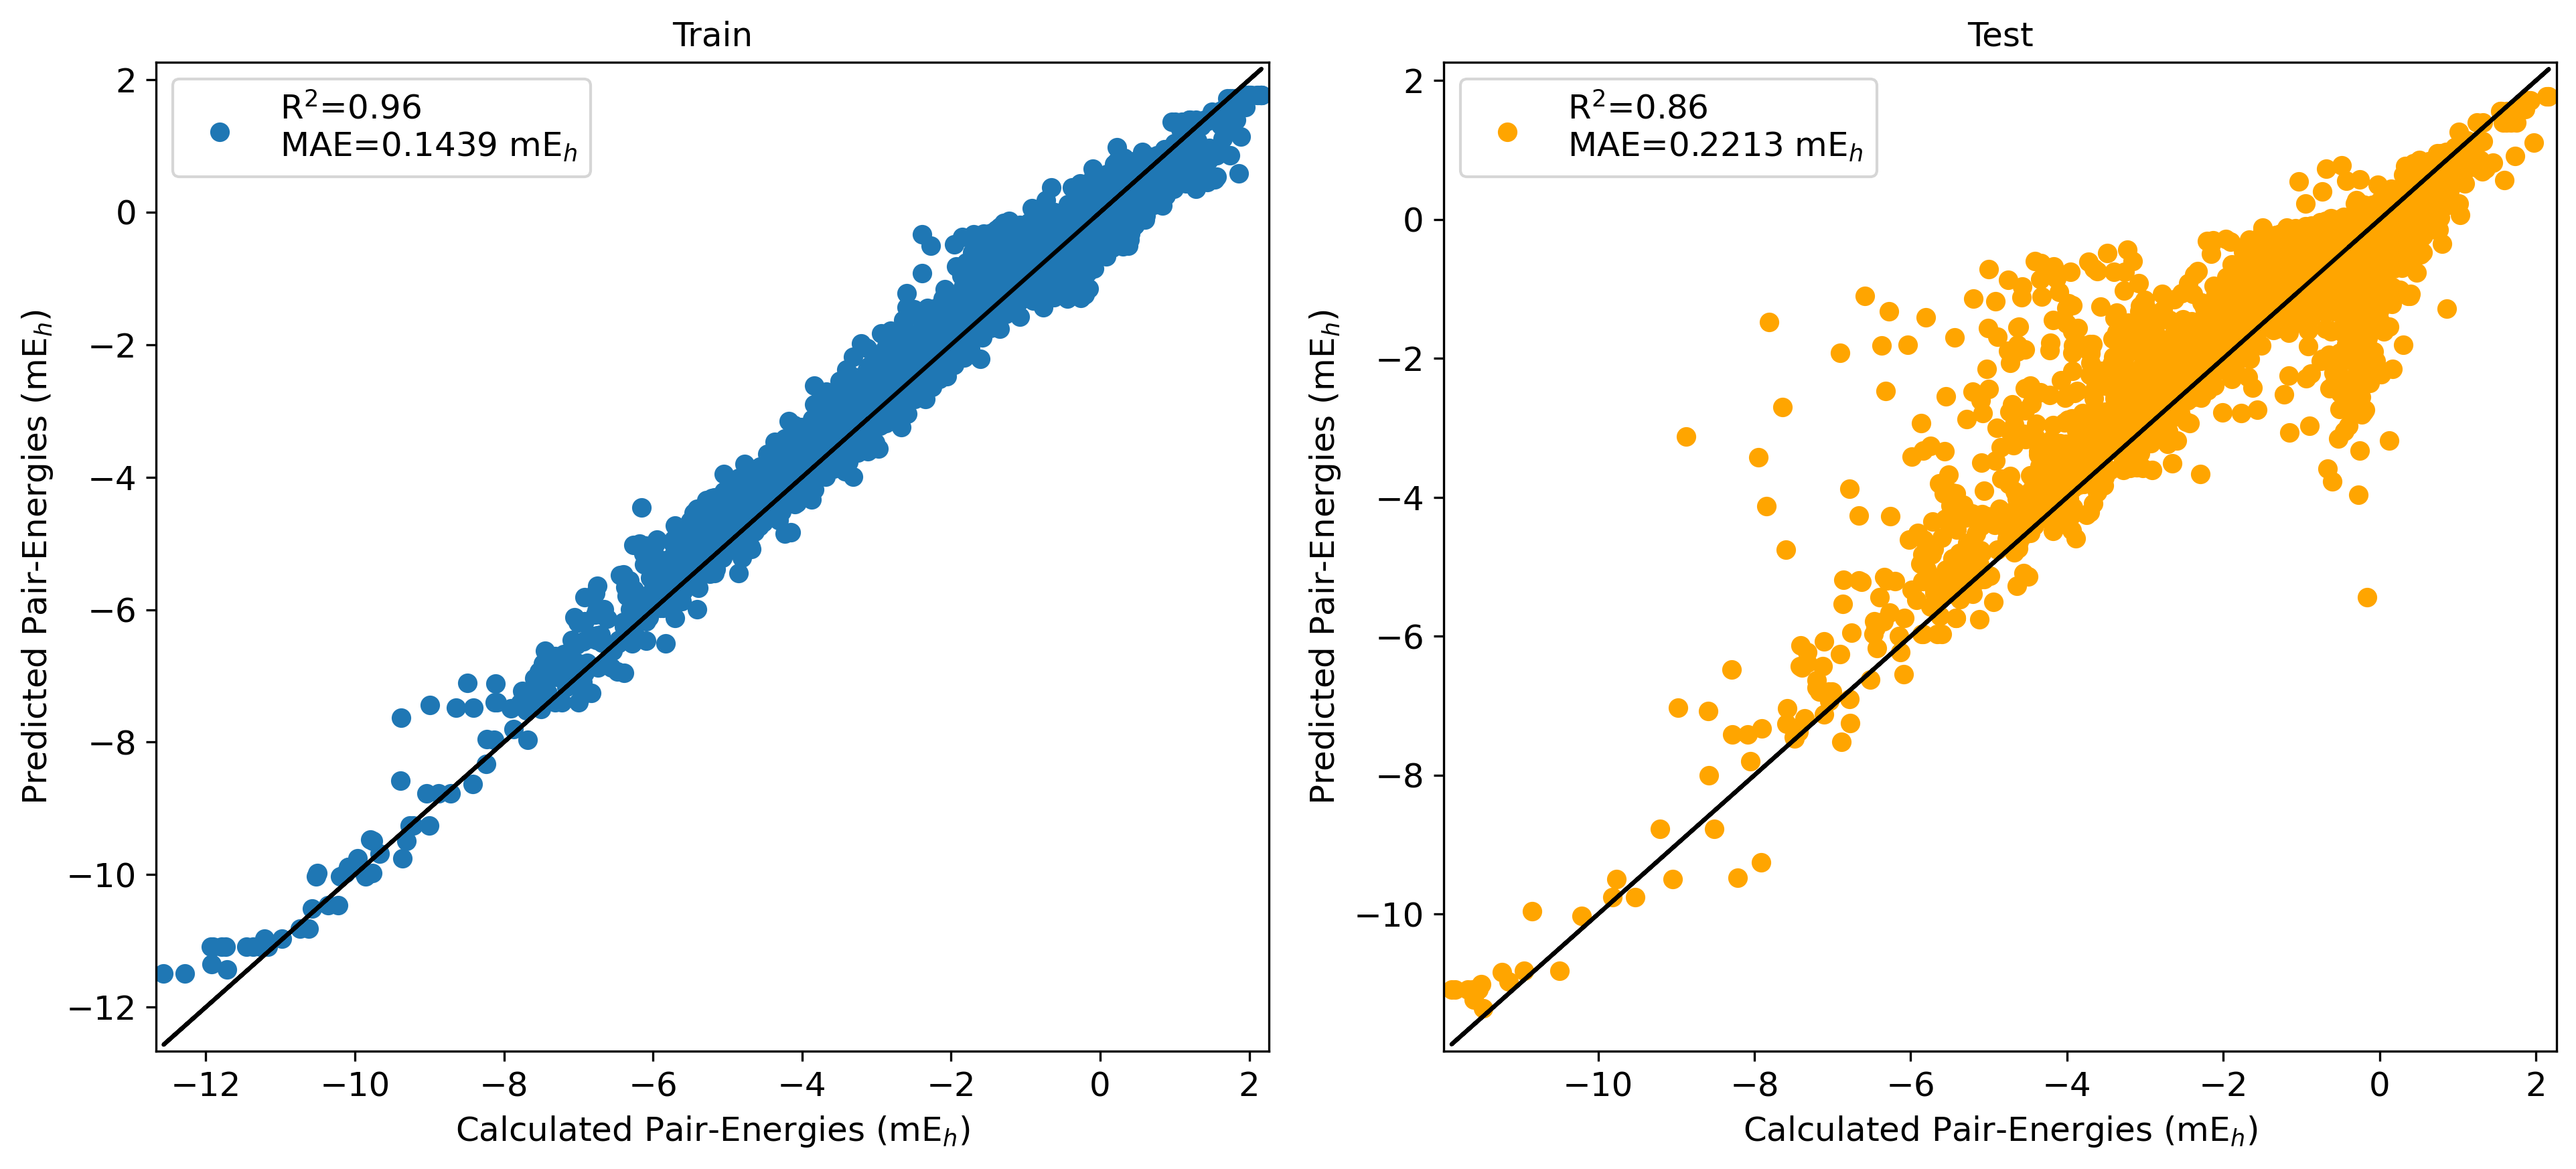 Train
R²=0.96
MAE=0.1439 mEₕ
2
0
−2
−4
−6
−8
−10
−12
Predicted Pair-Energies (mEₕ)
−12 −10 −8 −6 −4 −2 0 2
Calculated Pair-Energies (mEₕ)
Test
R²=0.86
MAE=0.2213 mEₕ
2
0
−2
−4
−6
−8
−10
Predicted Pair-Energies (mEₕ)
−10 −8 −6 −4 −2 0 2
Calculated Pair-Energies (mEₕ)